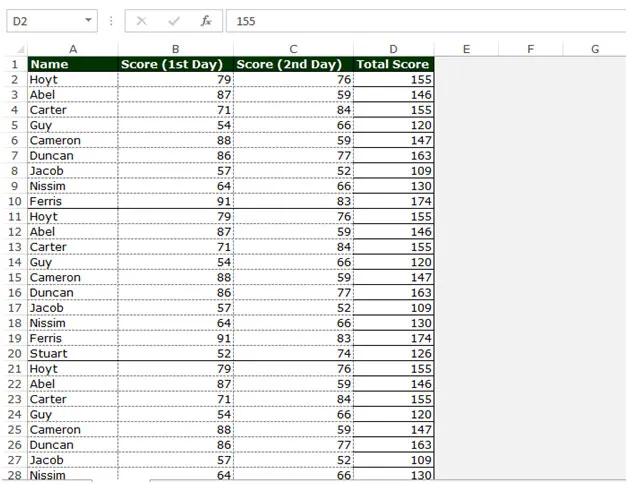 D2 fx 155
A B C D E F G
1 Name Score (1st Day) Score (2nd Day) Total Score
2 Hoyt 79 76 155
3 Abel 87 59 146
4 Carter 71 84 155
5 Guy 54 66 120
6 Cameron 88 59 147
7 Duncan 86 77 163
8 Jacob 57 52 109
9 Nissim 64 66 130
10 Ferris 91 83 174
11 Hoyt 79 76 155
12 Abel 87 59 146
13 Carter 71 84 155
14 Guy 54 66 120
15 Cameron 88 59 147
16 Duncan 86 77 163
17 Jacob 57 52 109
18 Nissim 64 66 130
19 Ferris 91 83 174
20 Stuart 52 74 126
21 Hoyt 79 76 155
22 Abel 87 59 146
23 Carter 71 84 155
24 Guy 54 66 120
25 Cameron 88 59 147
26 Duncan 86 77 163
27 Jacob 57 52 109
28 Nissim 64 66 130